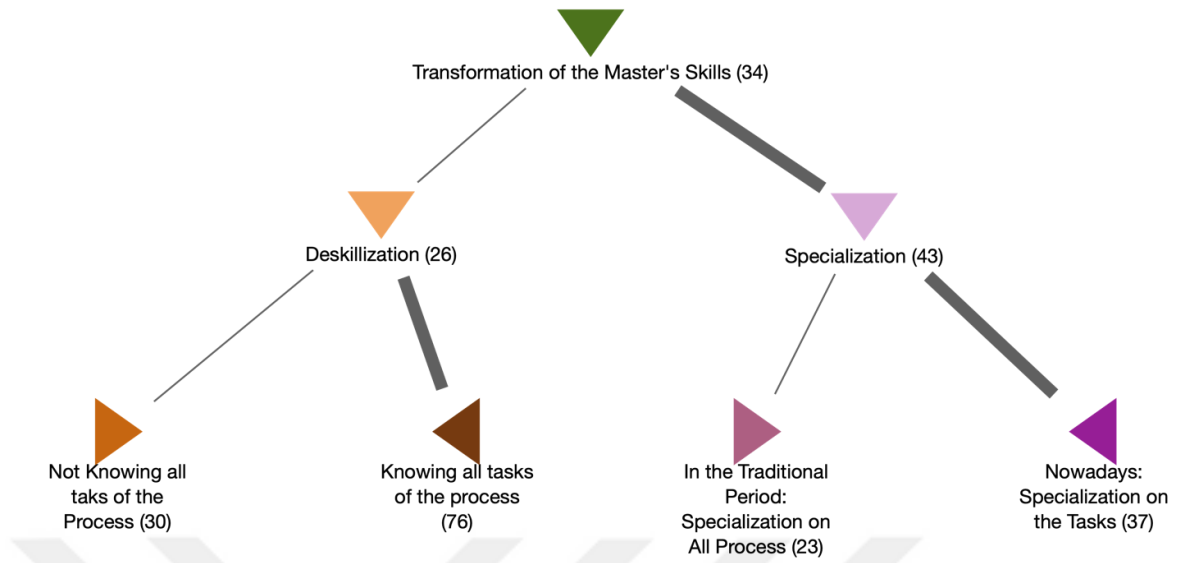 Transformation of the Master's Skills (34)
Deskillization (26)
Specialization (43)
Not Knowing all
taks of the
Process (30)
Knowing all tasks
of the process
(76)
In the Traditional
Period:
Specialization on
All Process (23)
Nowadays:
Specialization on
the Tasks (37)